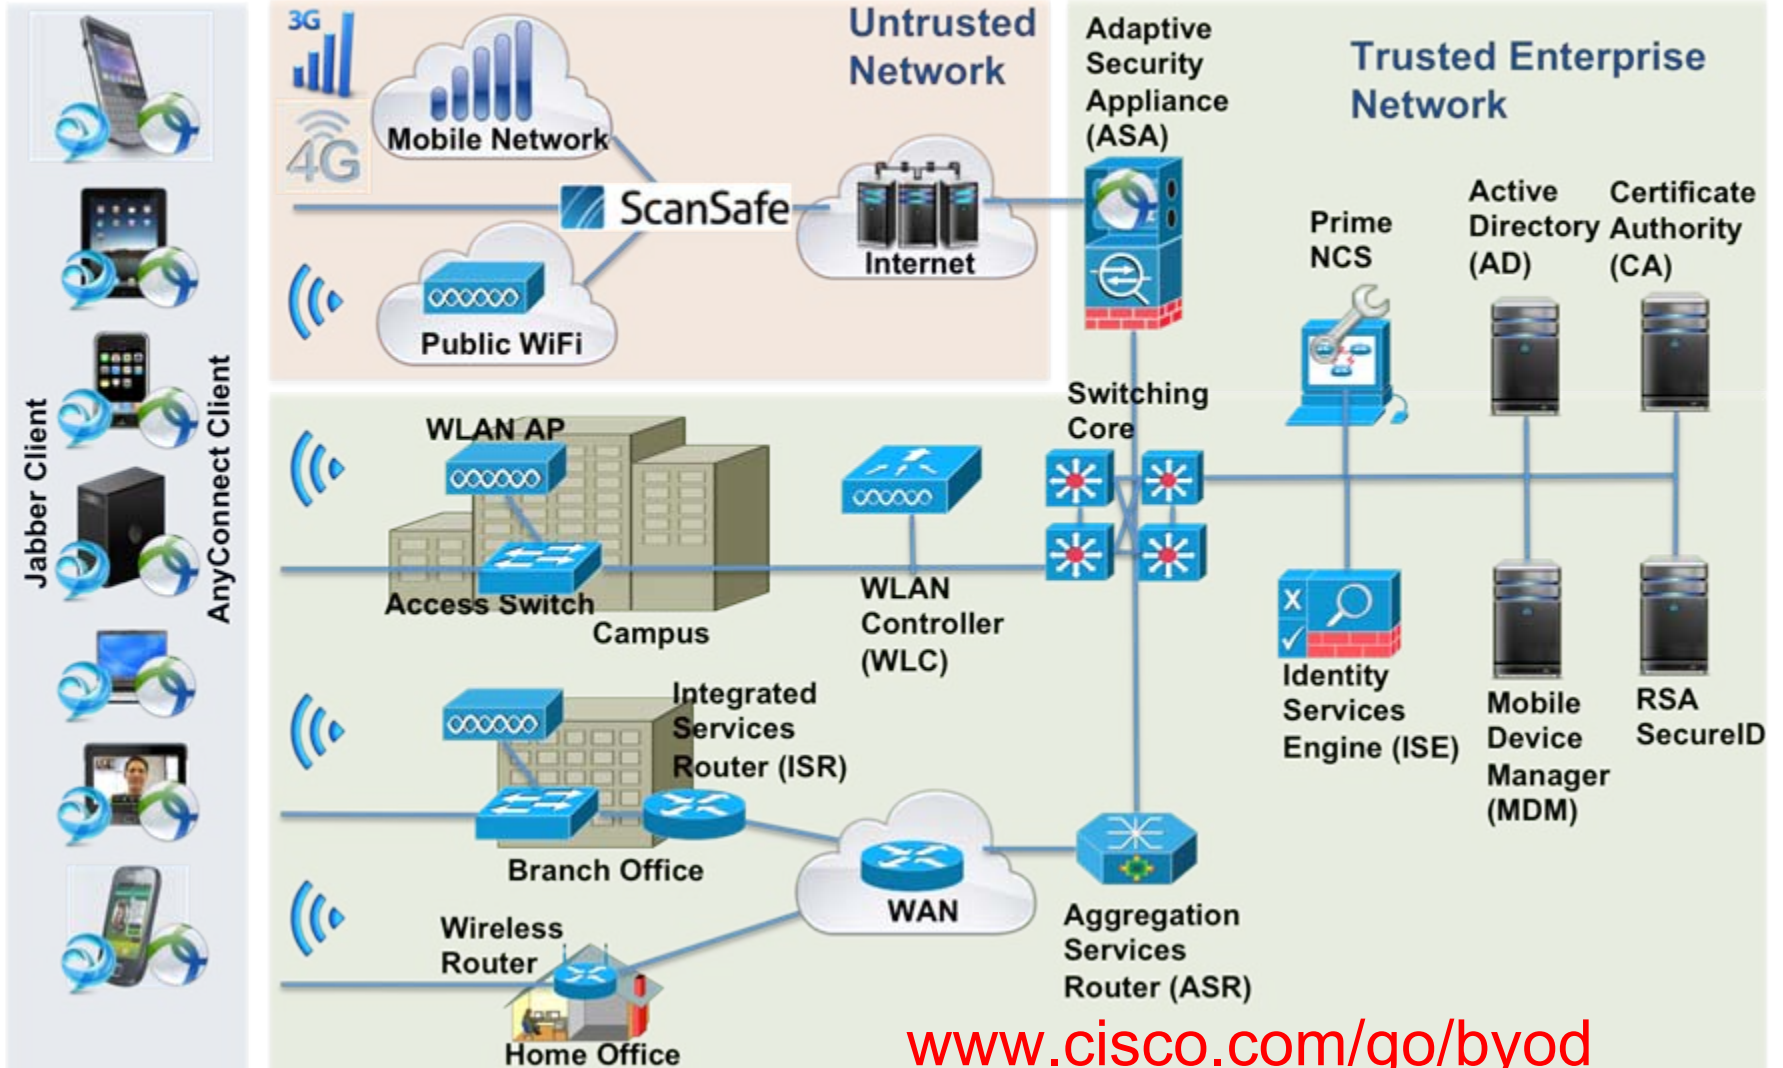 Jabber Client
AnyConnect Client
3G
4G
Mobile Network
ScanSafe
Public WiFi
Internet
Untrusted
Network
Adaptive
Security
Appliance
(ASA)
Trusted Enterprise
Network
Prime
NCS
Active
Directory
(AD)
Certificate
Authority
(CA)
WLAN AP
Access Switch
Campus
WLAN
Controller
(WLC)
Switching
Core
X
Identity
Services
Engine (ISE)
Mobile
Device
Manager
(MDM)
RSA
SecureID
Integrated
Services
Router (ISR)
Branch Office
WAN
Aggregation
Services
Router (ASR)
Wireless
Router
Home Office
www.cisco.com/go/byod